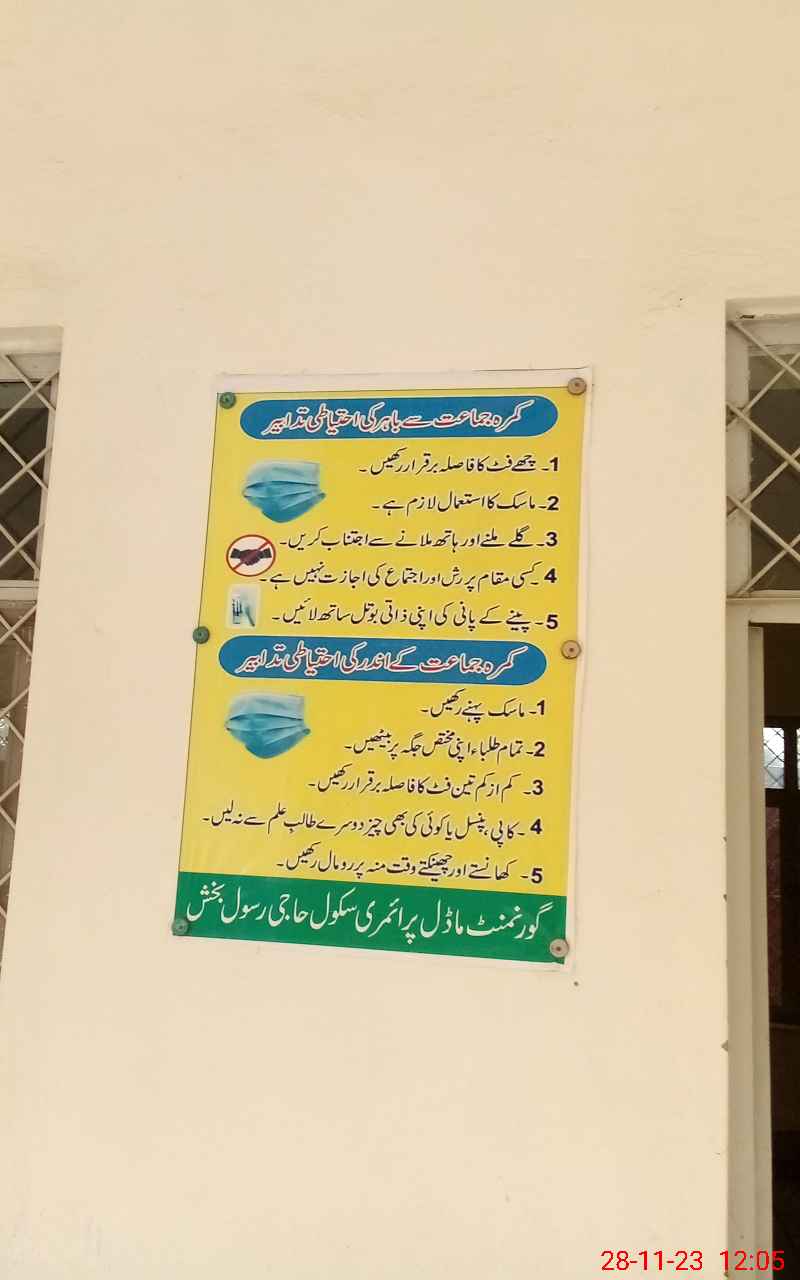 کمرہ جماعت سے باہر کی احتیاطی تدابیر
1۔ چھے فٹ کا فاصلہ برقرار رکھیں۔
2۔ ماسک کا استعمال لازم ہے۔
3۔ گلے ملنے اور ہاتھ ملانے سے اجتناب کریں۔
4۔ کسی مقام پر رش اور اجتماع کی اجازت نہیں ہے۔
5۔ پینے کے پانی کی اپنی ذاتی بوتل ساتھ لائیں۔
کمرہ جماعت کے اندر کی احتیاطی تدابیر
1۔ ماسک پہنے رکھیں۔
2۔ تمام طلباء اپنی مختص جگہ پر بیٹھیں۔
3۔ کم از کم تین فٹ کا فاصلہ برقرار رکھیں۔
4۔ کاپی، پنسل یا کوئی کی بھی چیز دوسرے طالب علم سے نہ لیں۔
5۔ کھانستے اور چھینکتے وقت منہ پر رومال رکھیں۔
گورنمنٹ ماڈل پرائمری سکول حاجی رسول بخش
28-11-23 12:05